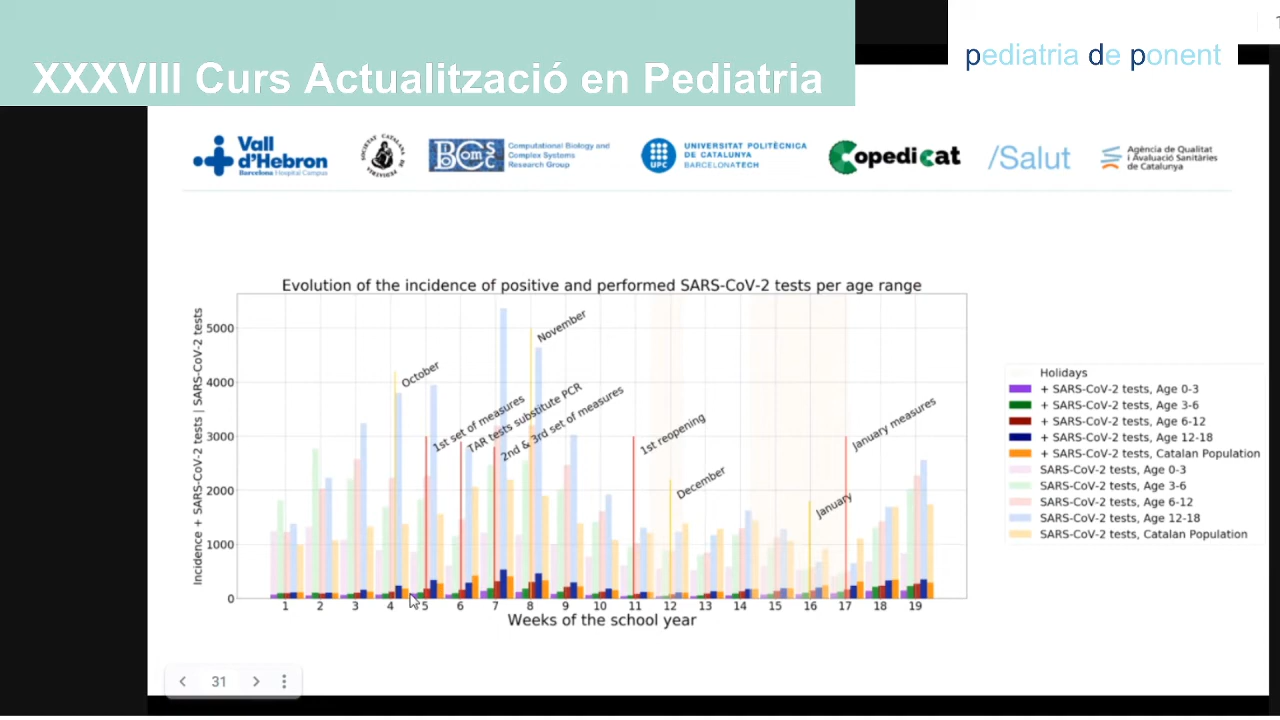 XXXVIII Curs Actualització en Pediatria
pediatria de ponent
Vall
d'Hebron
Barcelona Hospital Campus
SOCIETAT CATALANA DE PEDIATRIA
BComSC
Computational Biology and
Complex Systems
Research Group
UPC
UNIVERSITAT POLITÈCNICA
DE CATALUNYA
BARCELONATECH
Copedicat
/Salut
Agència de Qualitat
i Avaluació Sanitàries
de Catalunya
Evolution of the incidence of positive and performed SARS-CoV-2 tests per age range
Incidence + SARS-CoV-2 tests | SARS-CoV-2 tests
5000
4000
3000
2000
1000
0
October
1st set of measures
TAR tests substitute PCR
2nd & 3rd set of measures
November
1st reopening
December
January
January measures
1 2 3 4 5 6 7 8 9 10 11 12 13 14 15 16 17 18 19
Weeks of the school year
Holidays
+ SARS-CoV-2 tests, Age 0-3
+ SARS-CoV-2 tests, Age 3-6
+ SARS-CoV-2 tests, Age 6-12
+ SARS-CoV-2 tests, Age 12-18
+ SARS-CoV-2 tests, Catalan Population
SARS-CoV-2 tests, Age 0-3
SARS-CoV-2 tests, Age 3-6
SARS-CoV-2 tests, Age 6-12
SARS-CoV-2 tests, Age 12-18
SARS-CoV-2 tests, Catalan Population
31